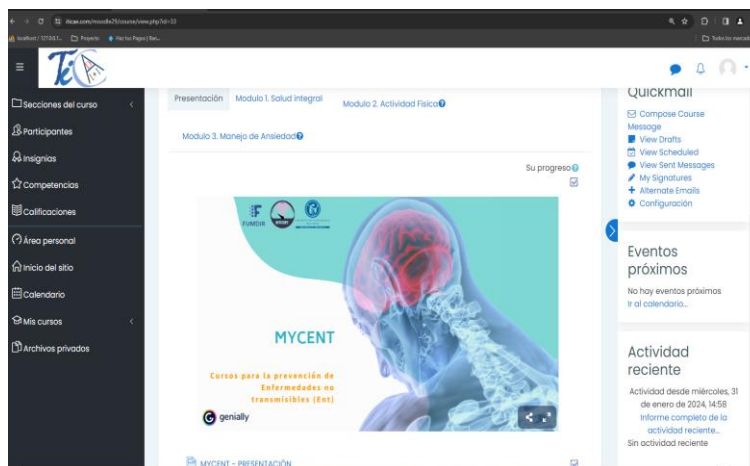 Secciones del curso
Participantes
Insignias
Competencias
Calificaciones
Área personal
Inicio del sitio
Calendario
Mis cursos
Archivos privados
Presentación
Modulo 1. Salud integral
Modulo 2. Actividad Física
Modulo 3. Manejo de Ansiedad
Su progreso
FUMDIR
MYCENT
Cursos para la prevención de
Enfermedades no
transmisibles (Ent)
genially
MYCENT - PRESENTACIÓN
Quickmail
Compose Course
Message
View Drafts
View Scheduled
View Sent Messages
My Signatures
Alternate Emails
Configuración
Eventos
próximos
No hay eventos próximos
Ir al calendario...
Actividad
reciente
Actividad desde miércoles, 31
de enero de 2024, 14:58
Informe completo de la
actividad reciente...
Sin actividad reciente